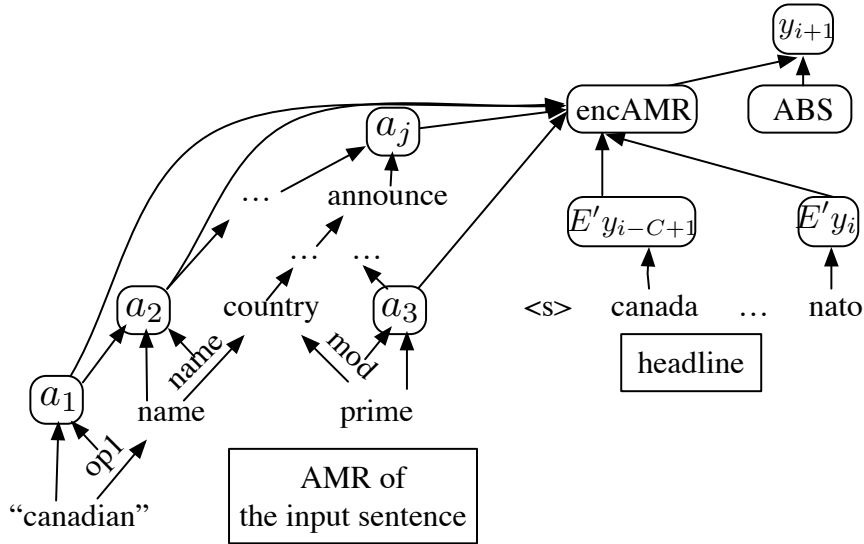 y_{i+1}
encAMR
ABS
a_j
…
announce
E'y_{i-C+1}
E'y_i
… …
a_2
country
a_3
<s> canada … nato
name
mod
headline
a_1
name
prime
op1
AMR of
the input sentence
“canadian”